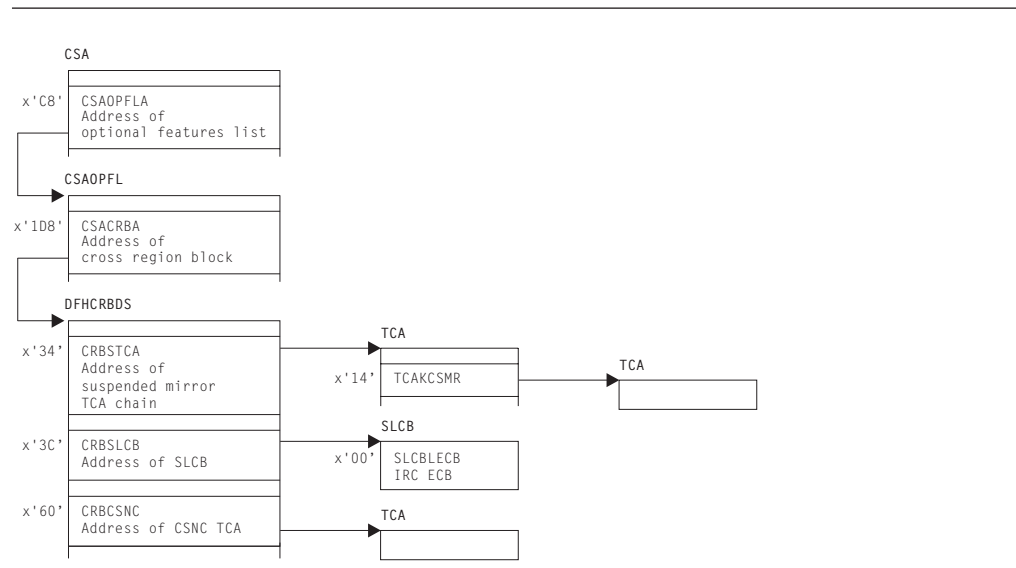 CSA
x'C8' CSAOPFLA
Address of
optional features list
CSAOPFL
x'1D8' CSACRBA
Address of
cross region block
DFHCRBDS
x'34’ CRBSTCA
Address of
suspended mirror
TCA chain
TCA
x'14’ TCAKCSMR
TCA
x'3C’ CRBSLCB
Address of SLCB
SLCB
x'00’ SLCBLECB
IRC ECB
x'60’ CRBCSNC
Address of CSNC TCA
TCA